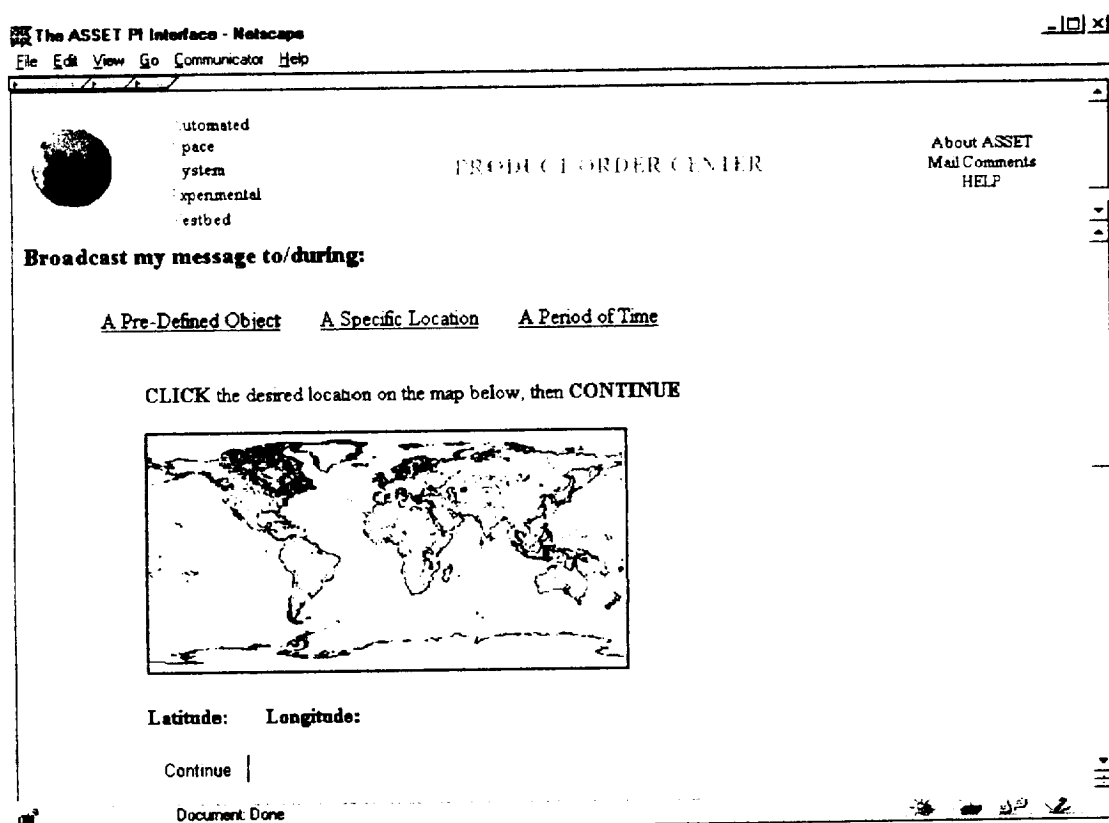 The ASSET PI Interface - Netscape
File Edit View Go Communicator Help
utomated
pace
ystem
xperimental
estbed
PRODUCT ORDER CENTER
About ASSET
Mail Comments
HELP
Broadcast my message to/during:
A Pre-Defined Object A Specific Location A Period of Time
CLICK the desired location on the map below, then CONTINUE
Latitude: Longitude:
Continue
Document: Done